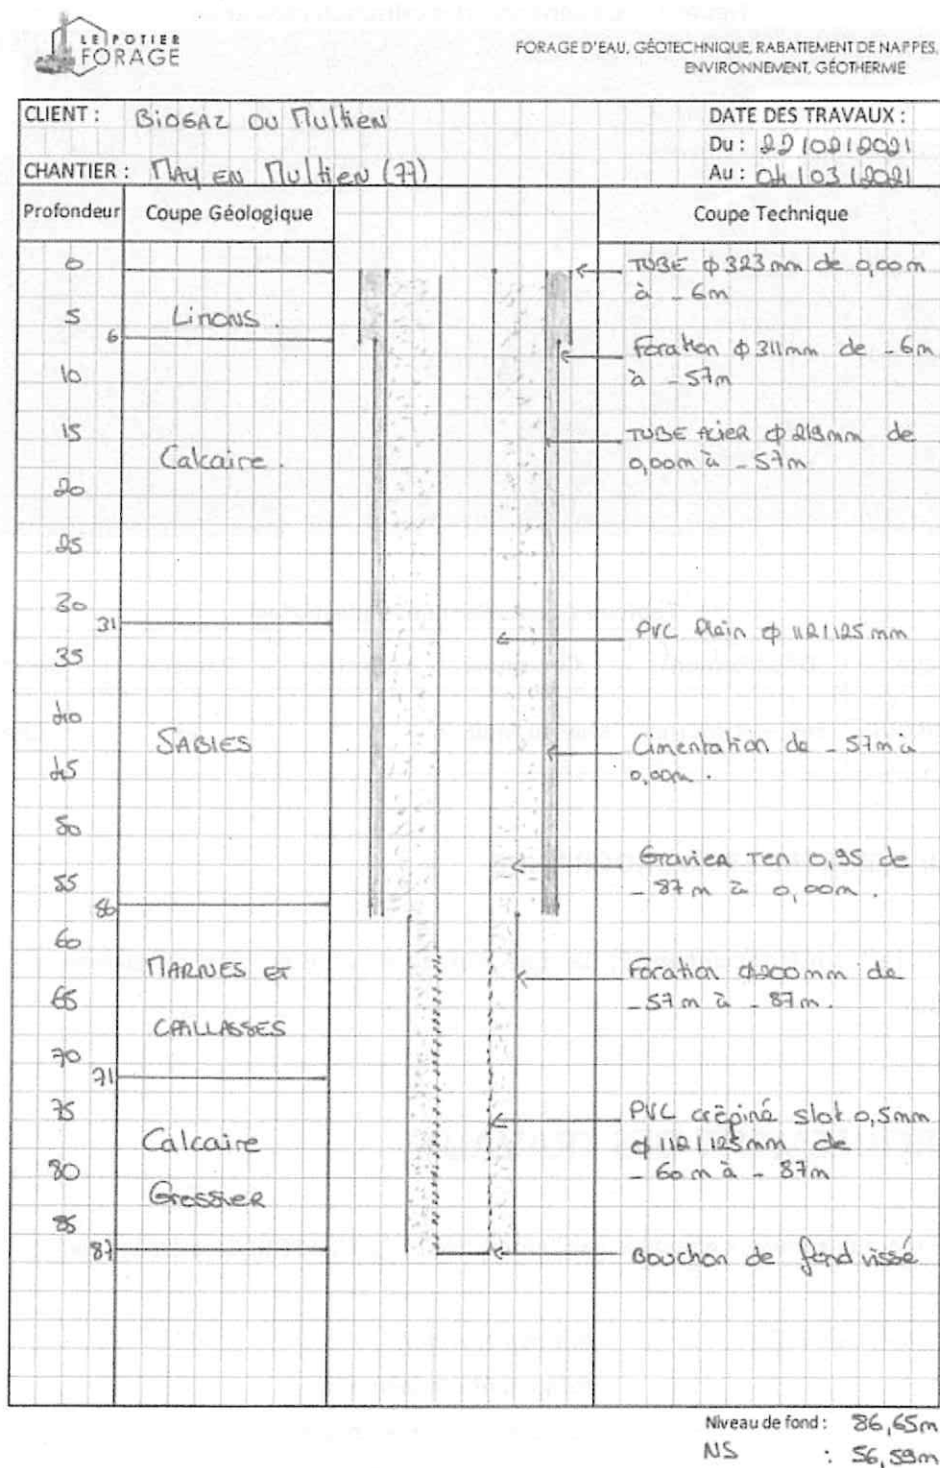 LE POTIER
FORAGE
FORAGE D'EAU, GÉOTECHNIQUE, RABATTEMENT DE NAPPES,
ENVIRONNEMENT, GÉOTHERMIE
CLIENT : BIOGAZ DU Multien
DATE DES TRAVAUX :
Du : 22/02/2021
CHANTIER : MAY EN Multien (77)
Au : 04/03/2021
Profondeur
Coupe Géologique
Coupe Technique
0
TUBE ϕ 323 mm de 0,00m
à -6m
5
Limons.
6
Foration ϕ 311mm de -6m
à -57m
10
15
TUBE ACIER ϕ 219mm de
0,00m à -57m
Calcaire.
20
25
30
31
PVC Plein ϕ 112/125 mm
35
40
SABLES
Cimentation de -57m à
0,00m.
45
50
Gravier Ten 0,95 de
-87m à 0,00m.
55
56
60
MARNES ET
Foration ϕ200mm de
-57m à -87m.
65
CAILLASSES
70
71
75
PVC crépiné slot 0,5mm
ϕ 112/125mm de
-60m à -87m
Calcaire
80
Grossier
85
87
Bouchon de fond vissé
Niveau de fond : 86,65m
NS : 56,59m